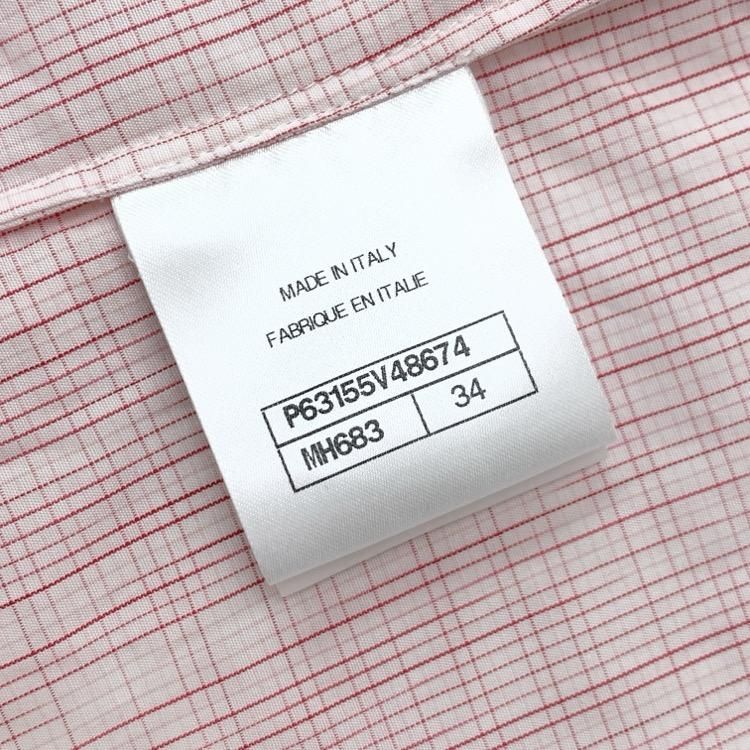 MADE IN ITALY
FABRIQUE EN ITALIE
P63155V48674
MH683 34